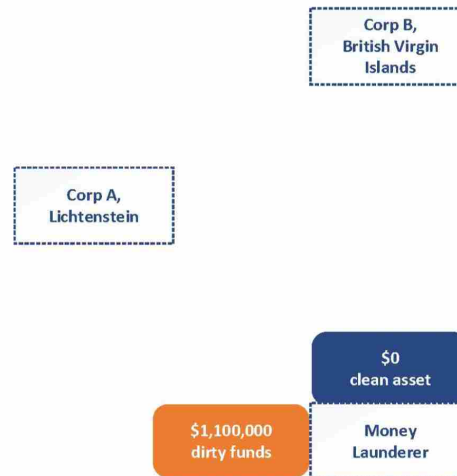 Corp B,
British Virgin
Islands
Corp A,
Lichtenstein
$0
clean asset
$1,100,000
dirty funds
Money
Launderer